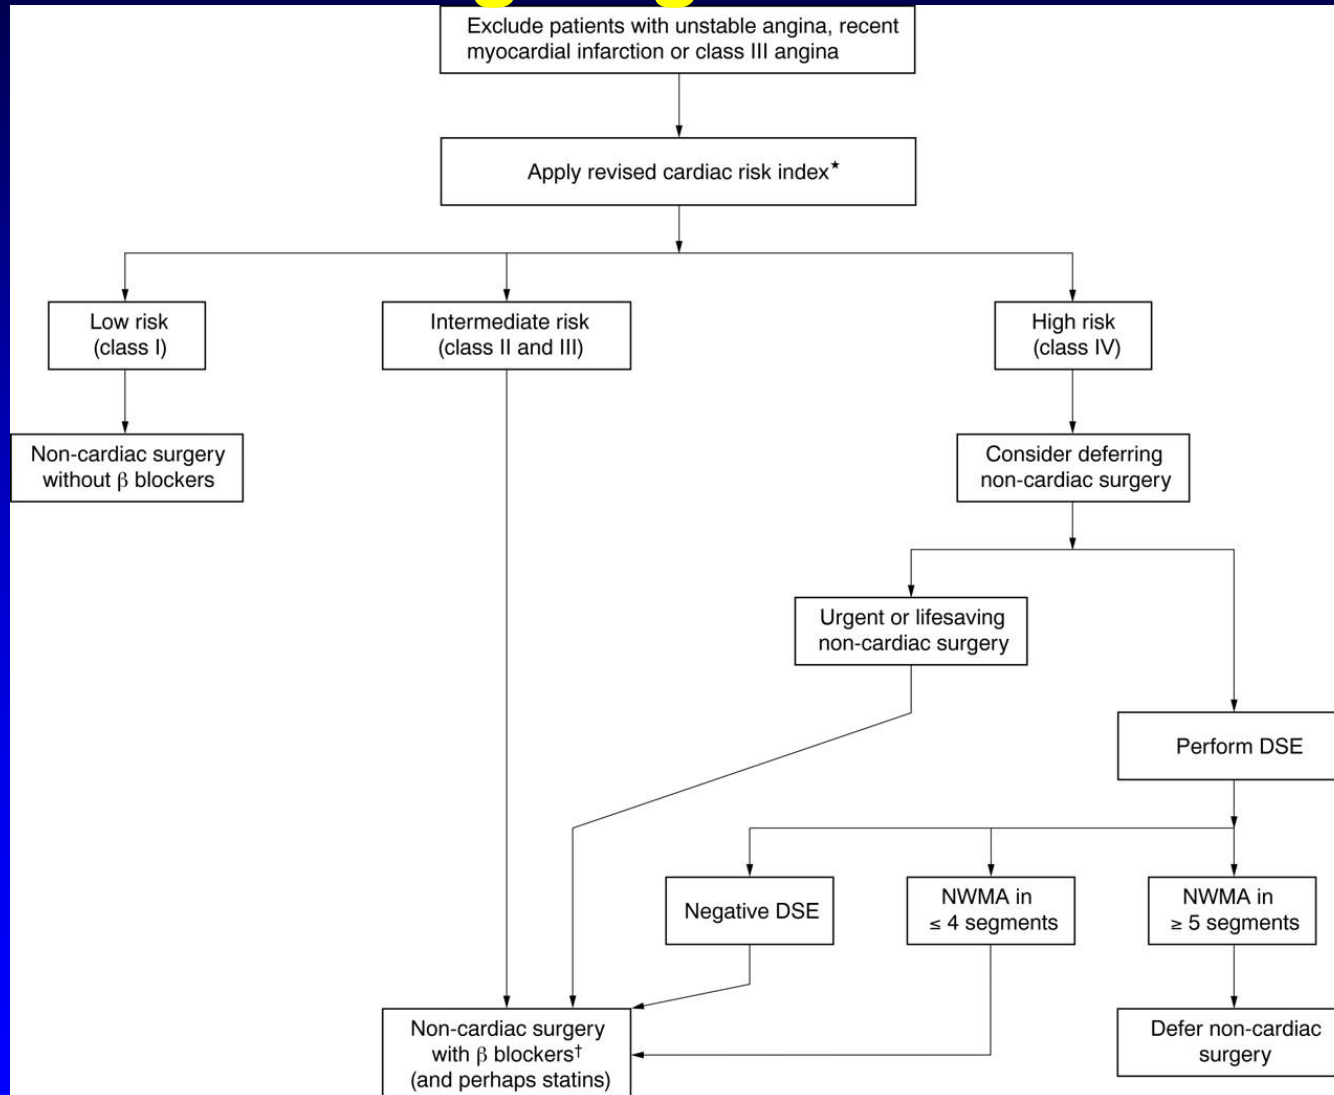 Exclude patients with unstable angina, recent
myocardial infarction or class III angina
Apply revised cardiac risk index★
Low risk
(class I)
Intermediate risk
(class II and III)
High risk
(class IV)
Non-cardiac surgery
without β blockers
Consider deferring
non-cardiac surgery
Urgent or lifesaving
non-cardiac surgery
Perform DSE
Negative DSE
NWMA in
≤ 4 segments
NWMA in
≥ 5 segments
Non-cardiac surgery
with β blockers†
(and perhaps statins)
Defer non-cardiac
surgery